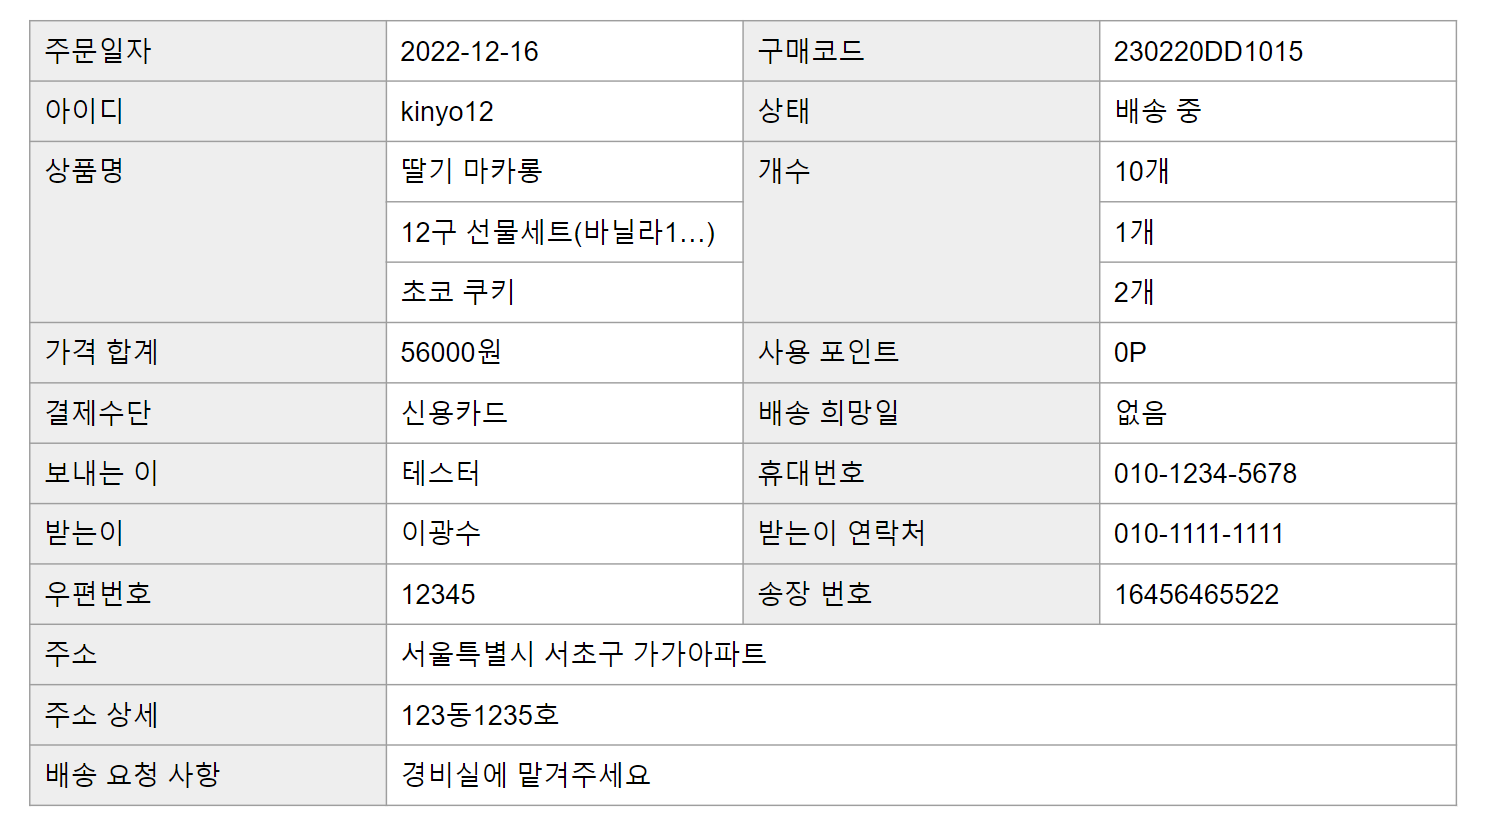 주문일자 2022-12-16 구매코드 230220DD1015
아이디 kinyo12 상태 배송 중
상품명 딸기 마카롱 개수 10개
12구 선물세트(바닐라1...) 1개
초코 쿠키 2개
가격 합계 56000원 사용 포인트 0P
결제수단 신용카드 배송 희망일 없음
보내는 이 테스터 휴대번호 010-1234-5678
받는이 이광수 받는이 연락처 010-1111-1111
우편번호 12345 송장 번호 16456465522
주소 서울특별시 서초구 가가아파트
주소 상세 123동1235호
배송 요청 사항 경비실에 맡겨주세요